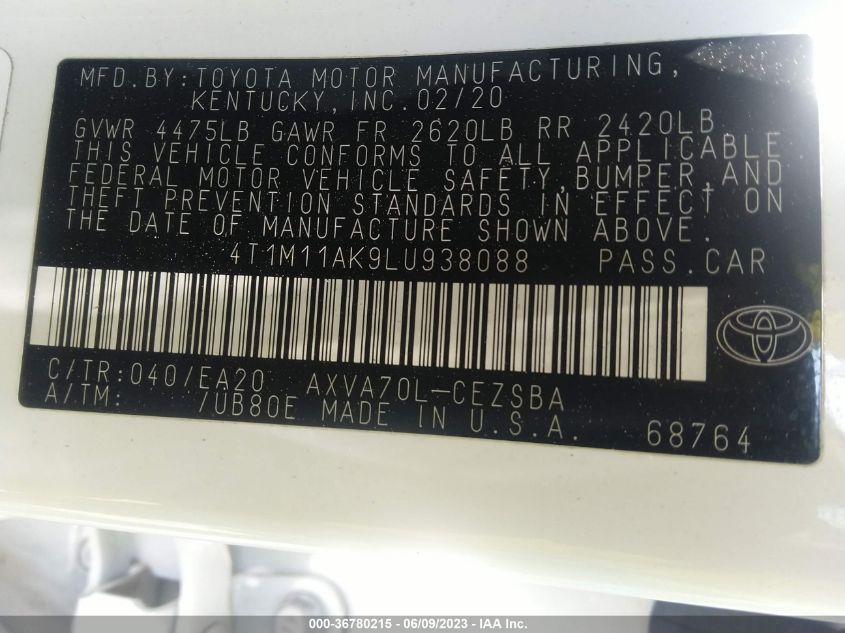 MFD.BY:TOYOTA MOTOR MANUFACTURING,
KENTUCKY,INC.02/20
GVWR 4475LB GAWR FR 2620LB RR 2420LB
THIS VEHICLE CONFORMS TO ALL APPLICABLE
FEDERAL MOTOR VEHICLE SAFETY,BUMPER,AND
THEFT PREVENTION STANDARDS IN EFFECT ON
THE DATE OF MANUFACTURE SHOWN ABOVE.
4T1M11AK9LU938088 PASS.CAR
C/TR:040/EA20 AXVA70L-CEZSBA
A/TM: /UB80E MADE IN U.S.A.
68764
000-36780215 - 06/09/2023 - IAA Inc.